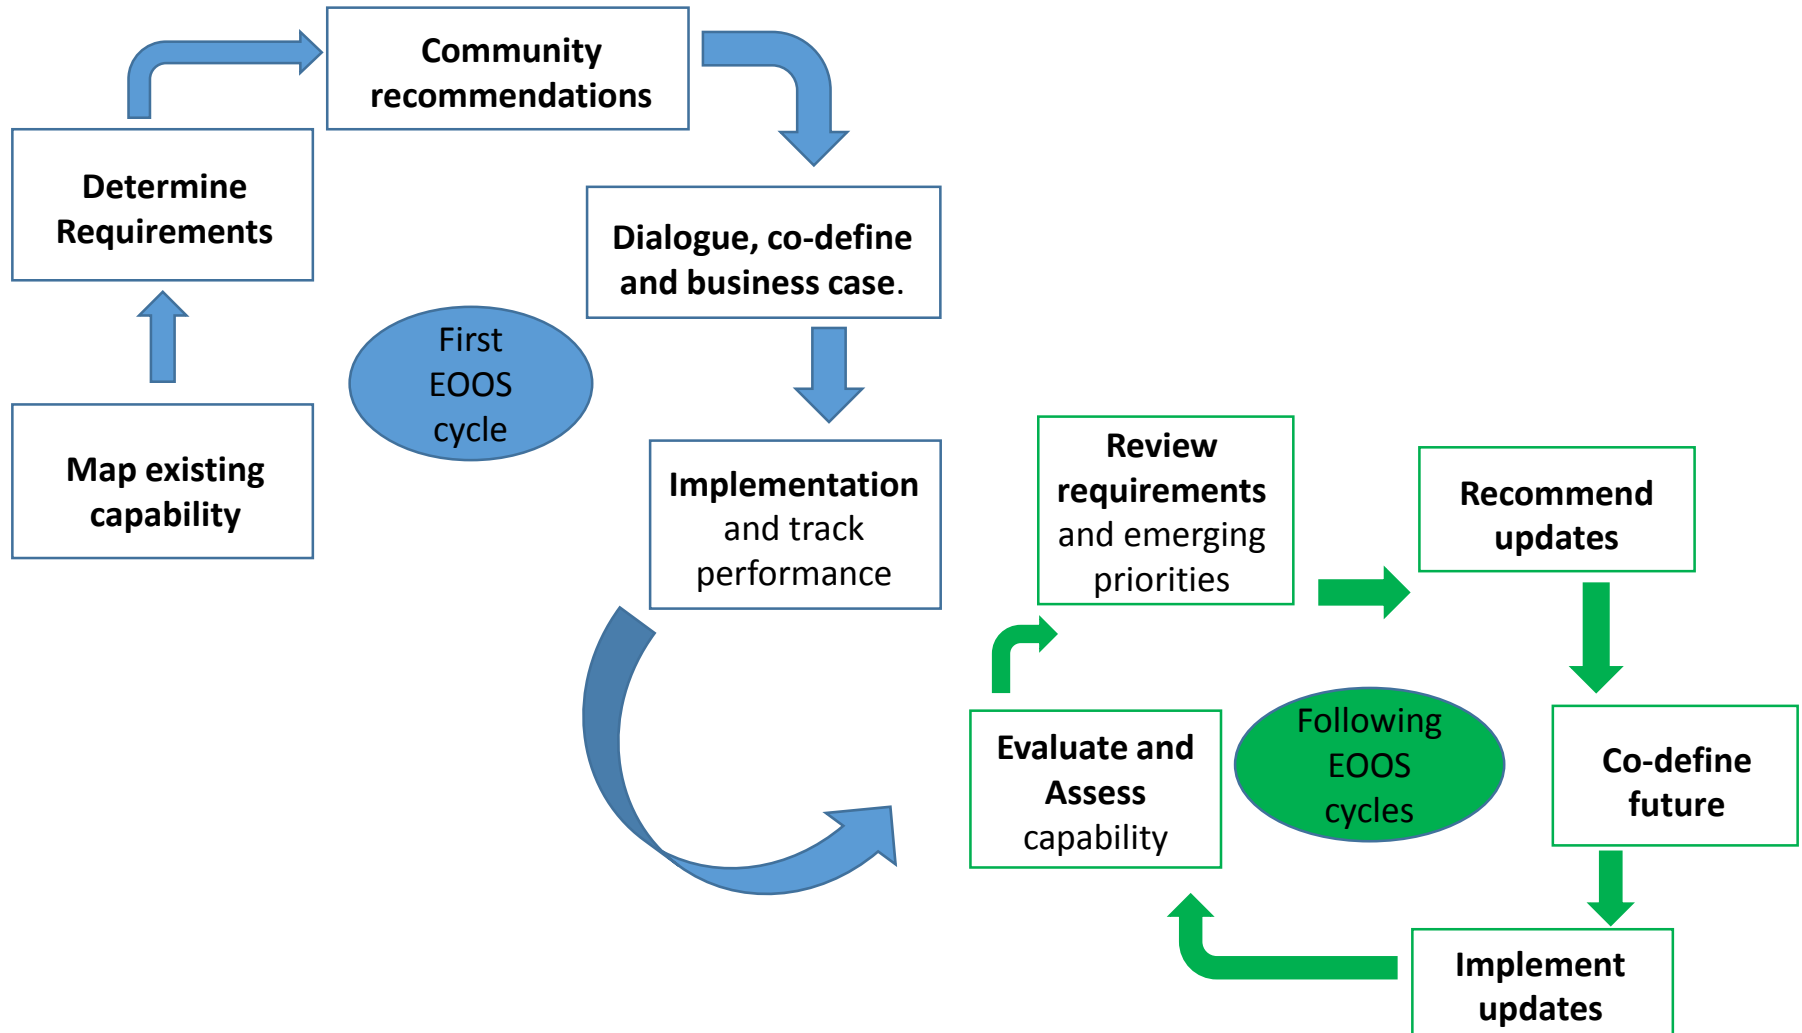 Community
recommendations
Determine
Requirements
Dialogue, co-define
and business case.
First
EOOS
cycle
Map existing
capability
Implementation
and track
performance
Review
requirements
and emerging
priorities
Recommend
updates
Evaluate and
Assess
capability
Following
EOOS
cycles
Co-define
future
Implement
updates